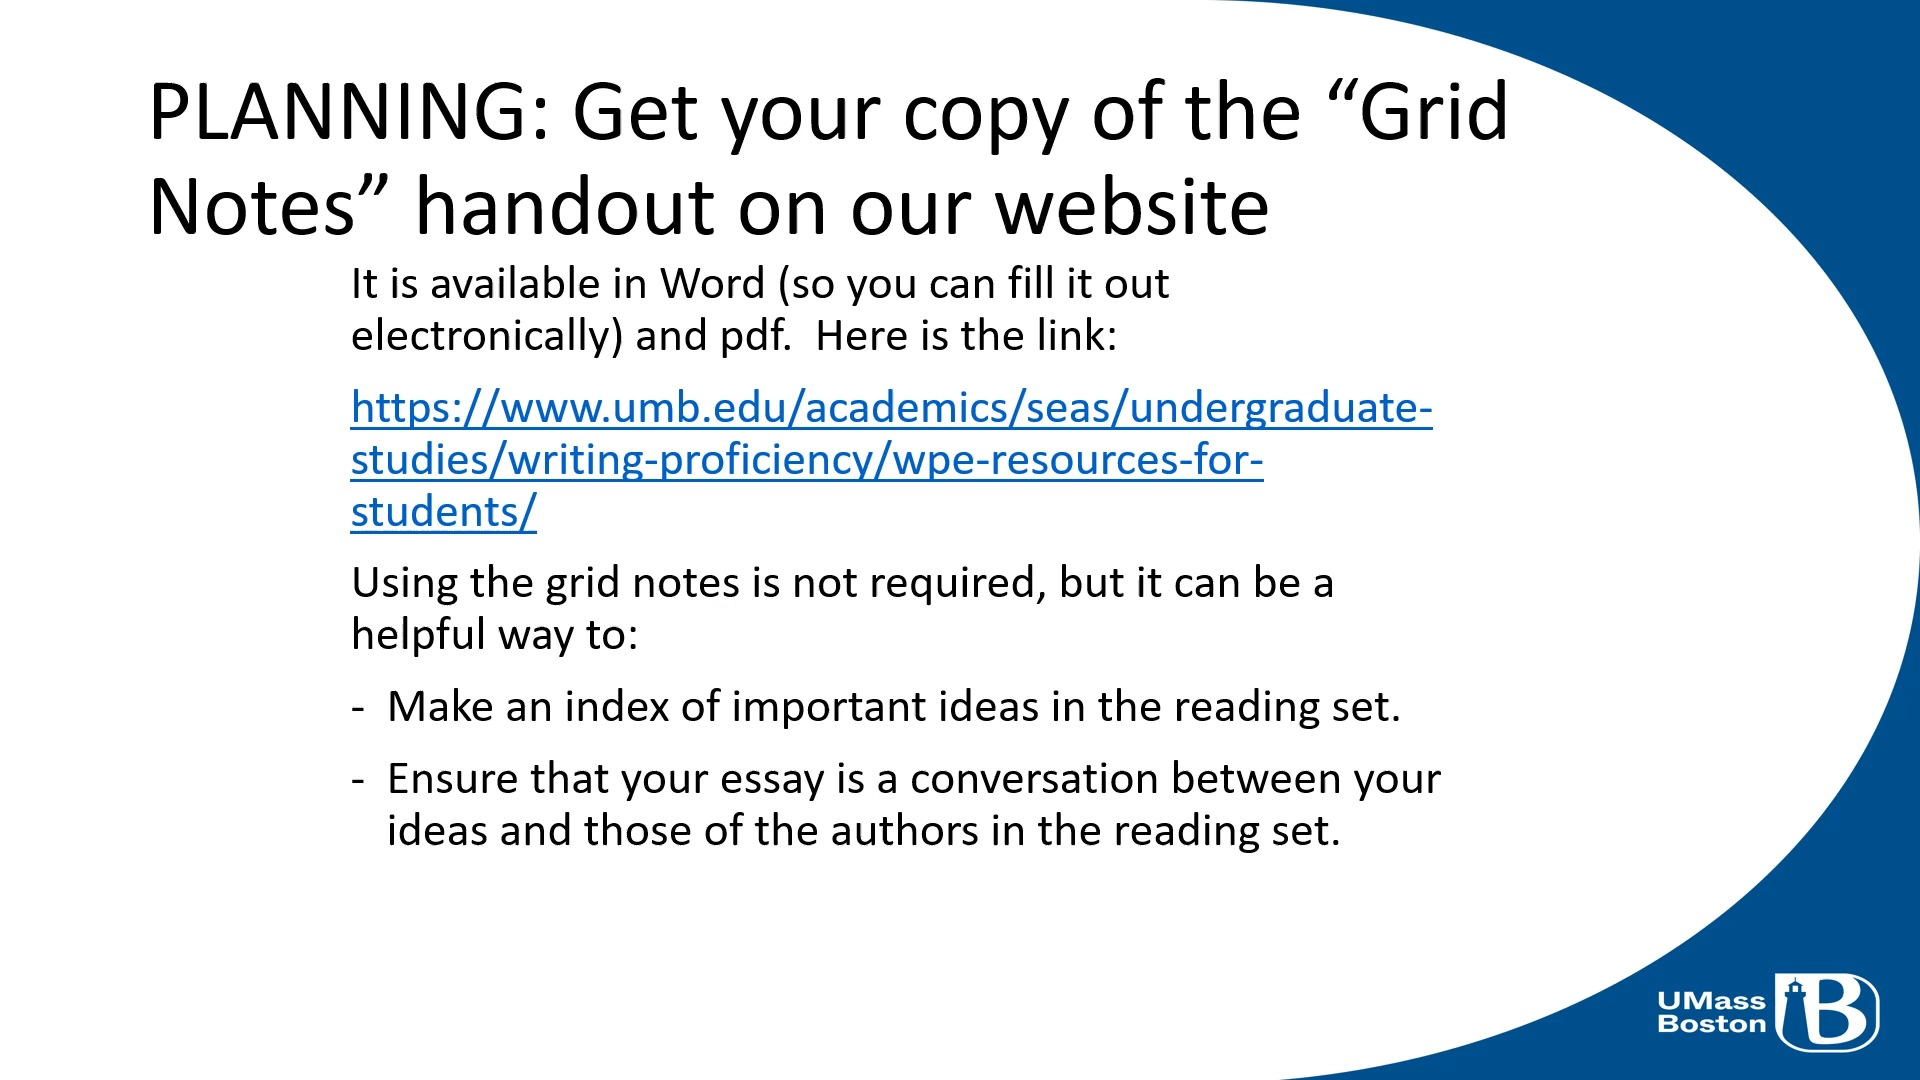 PLANNING: Get your copy of the “Grid
Notes” handout on our website
It is available in Word (so you can fill it out
electronically) and pdf.  Here is the link:
https://www.umb.edu/academics/seas/undergraduate-
studies/writing-proficiency/wpe-resources-for-
students/
Using the grid notes is not required, but it can be a
helpful way to:
- Make an index of important ideas in the reading set.
- Ensure that your essay is a conversation between your
ideas and those of the authors in the reading set.
UMass
Boston
B